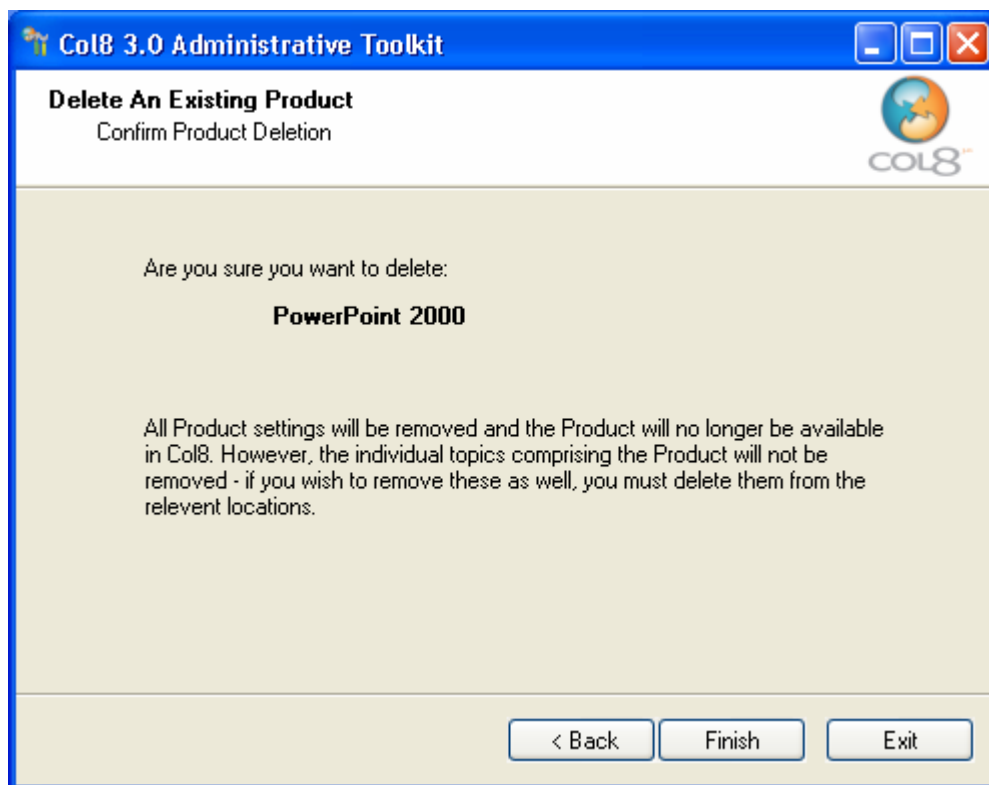 Col8 3.0 Administrative Toolkit
Delete An Existing Product
Confirm Product Deletion
COL8
Are you sure you want to delete:
PowerPoint 2000
All Product settings will be removed and the Product will no longer be available
in Col8. However, the individual topics comprising the Product will not be
removed - if you wish to remove these as well, you must delete them from the
relevent locations.
< Back
Finish
Exit